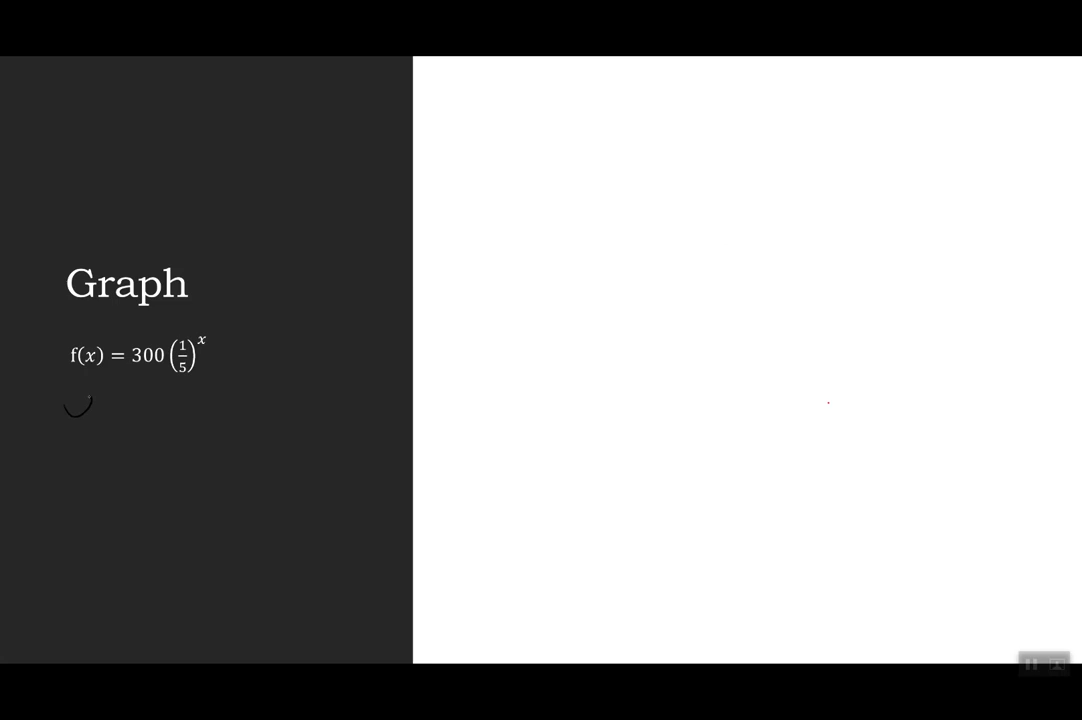 Graph
f(x) = 300 (1/5)^x